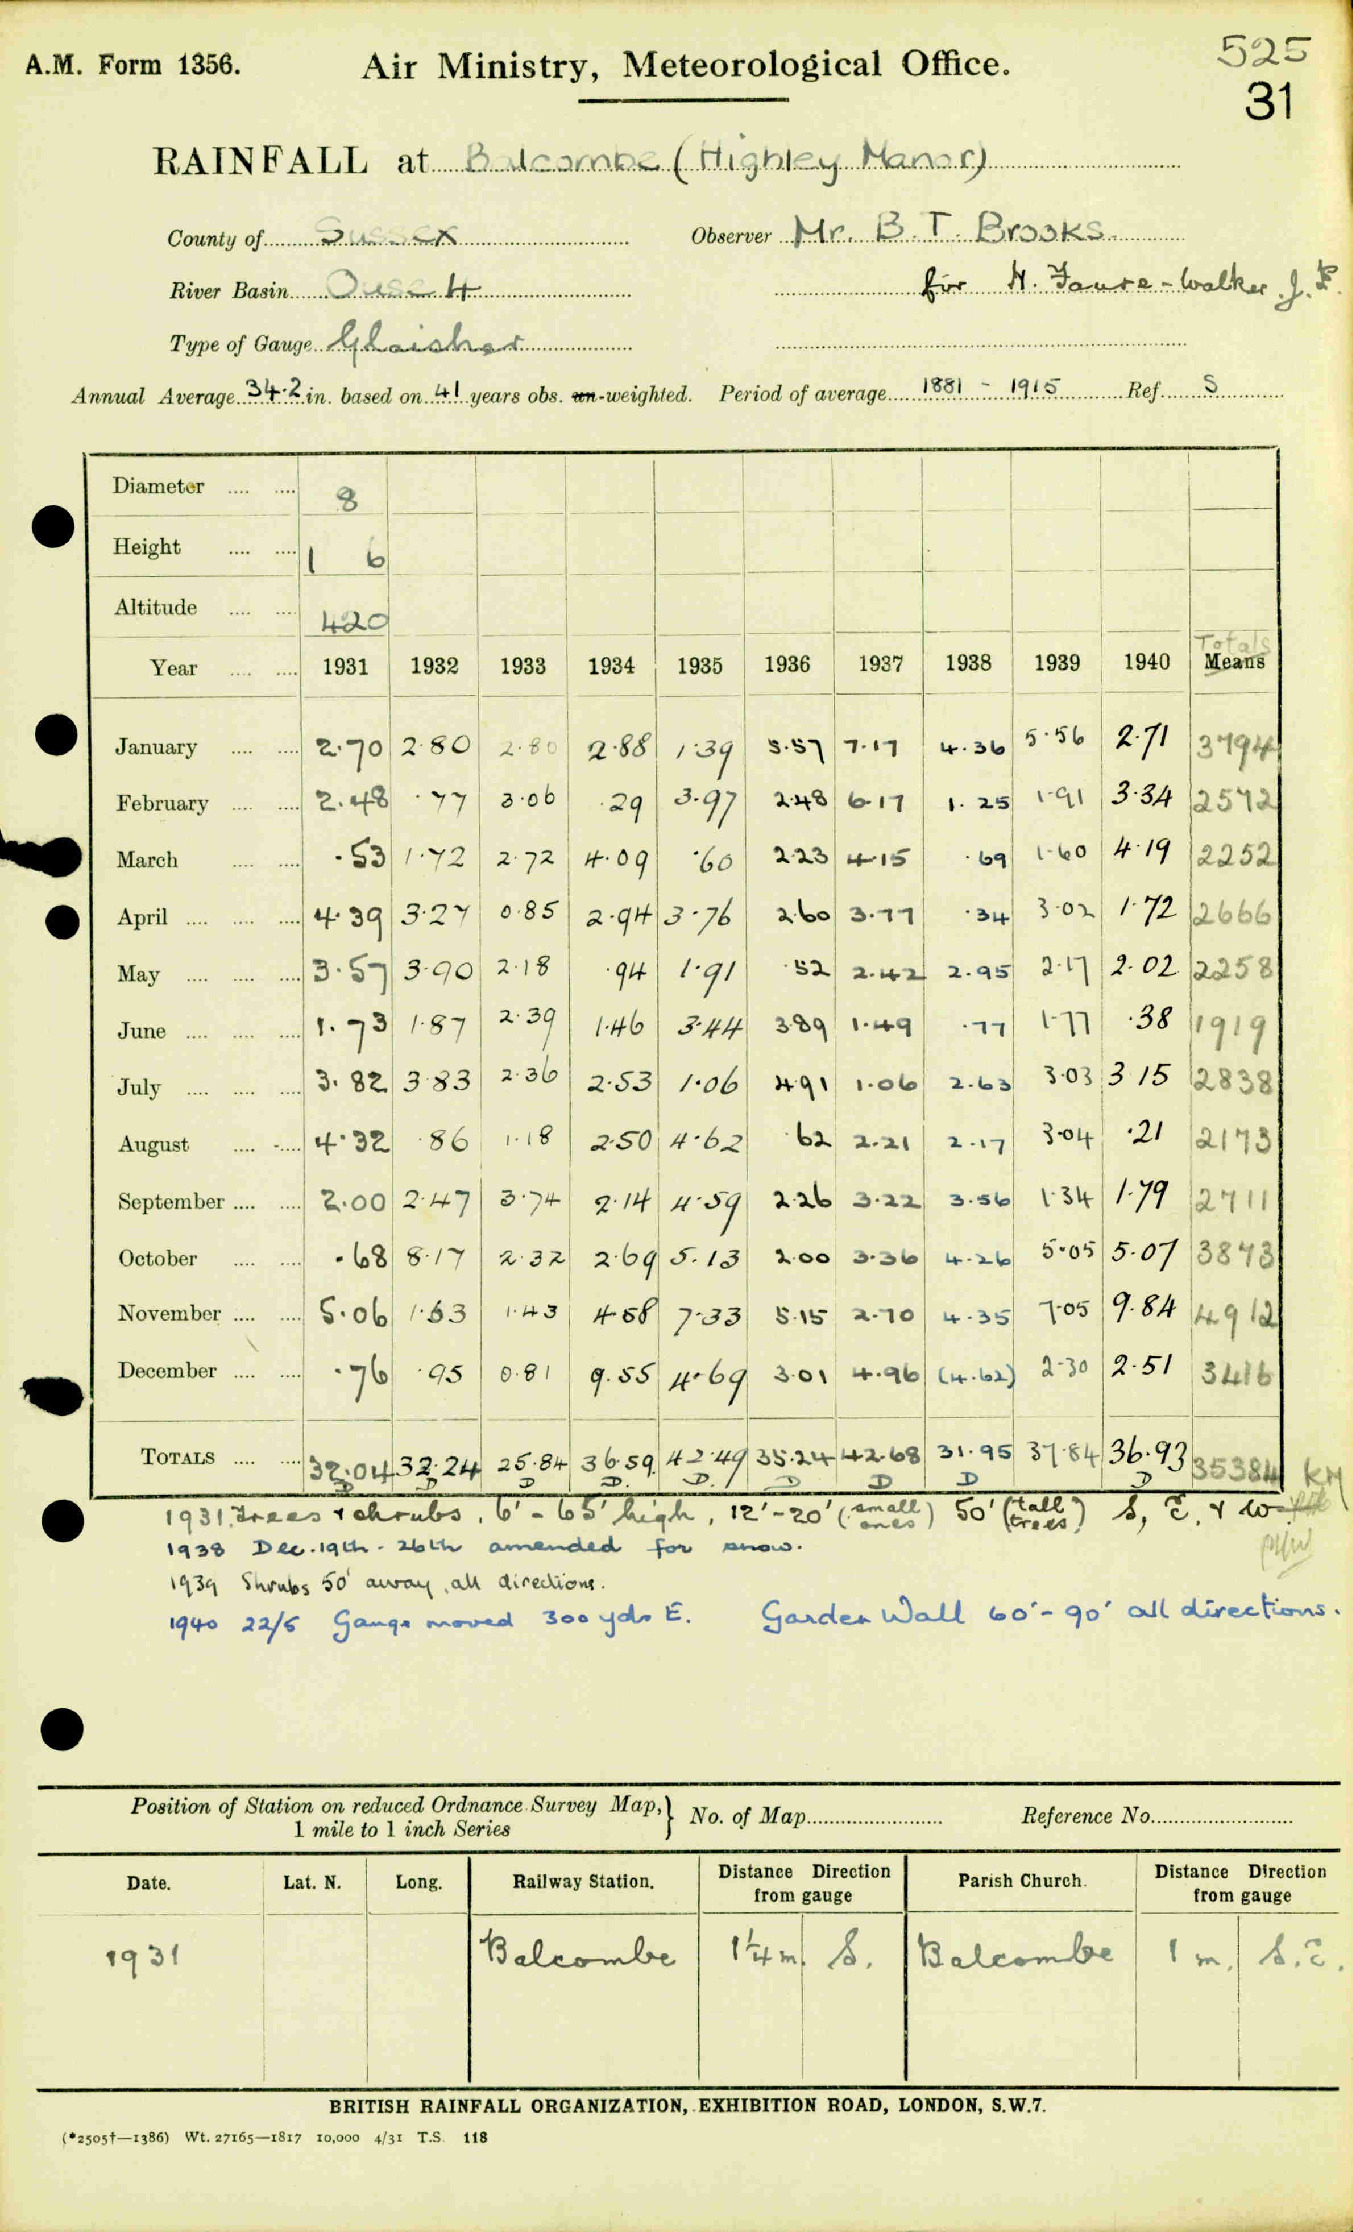 525
A.M. Form 1356. Air Ministry, Meteorological Office.
31
RAINFALL at Balcombe (Highley Manor)
County of Sussex Observer Mr. B. T. Brooks.
River Basin Ouse 4 for H. Faure-Walker J.P.
Type of Gauge Glaisher
Annual Average 34.2 in. based on 41 years obs. un-weighted. Period of average 1881 - 1915 Ref. S
Diameter 8
Height 1 6
Altitude 420
Totals
Year 1931 1932 1933 1934 1935 1936 1937 1938 1939 1940 Means
January 2.70 2.80 2.80 2.88 1.39 5.57 7.17 4.36 5.56 2.71 3794
February 2.48 .77 3.06 .29 3.97 2.48 6.17 1.25 1.91 3.34 2572
March .53 1.72 2.72 4.09 .60 2.23 4.15 .69 1.60 4.19 2252
April 4.39 3.27 0.85 2.94 3.76 2.60 3.77 .34 3.02 1.72 2666
May 3.57 3.90 2.18 .94 1.91 .52 2.42 2.95 2.17 2.02 2258
June 1.73 1.87 2.39 1.46 3.44 3.89 1.49 .77 1.77 .38 1919
July 3.82 3.83 2.36 2.53 1.06 4.91 1.06 2.63 3.03 3.15 2838
August 4.32 .86 1.18 2.50 4.62 .62 2.21 2.17 3.04 .21 2173
September 2.00 2.47 3.74 2.14 4.59 2.26 3.22 3.56 1.34 1.79 2711
October .68 8.17 2.32 2.69 5.13 2.00 3.36 4.26 5.05 5.07 3873
November 5.06 1.63 1.43 4.58 7.33 5.15 2.70 4.35 7.05 9.84 4912
December .76 .95 0.81 9.55 4.69 3.01 4.96 (4.62) 2.30 2.51 3416
TOTALS 32.04 32.24 25.84 36.59 42.49 35.24 42.68 31.95 37.84 36.93 35384 KM
D D D D. D. D D D D
1931. Trees & shrubs, 6' - 65' high, 12' - 20' (small ones) 50' (tall trees) S, E, & W
1938 Dec. 19th - 26th amended for snow.
1939 Shrubs 50' away, all directions.
1940 22/5 Gauge moved 300 yds E. Garden Wall 60' - 90' all directions.
Position of Station on reduced Ordnance Survey Map, 1 mile to 1 inch Series } No. of Map Reference No.
Date. Lat. N. Long. Railway Station. Distance Direction from gauge Parish Church. Distance Direction from gauge
1931 Balcombe 1¼ m. S. Balcombe 1 m. S.E.
BRITISH RAINFALL ORGANIZATION, EXHIBITION ROAD, LONDON, S.W.7.
(*2505†—1386) Wt. 27165—1817 10,000 4/31 T.S. 118